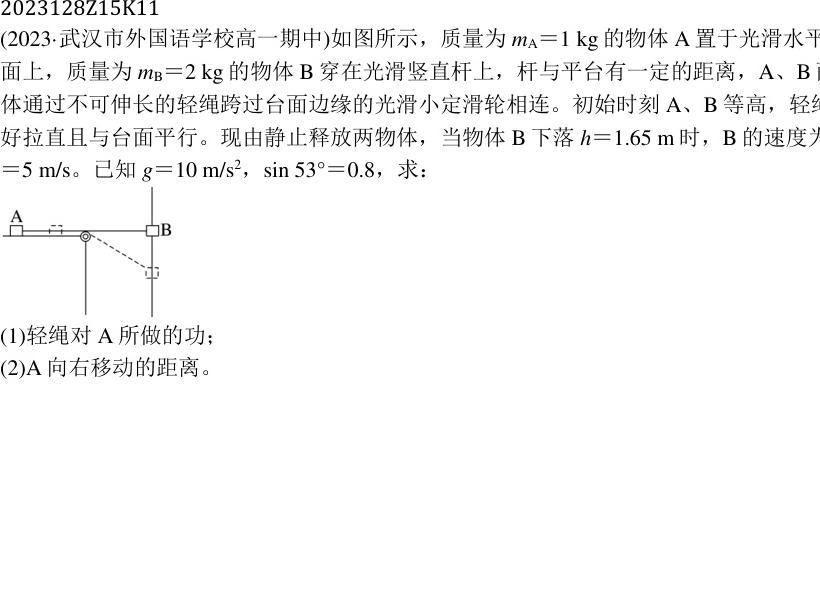 2023128Z15K11
(2023·武汉市外国语学校高一期中)如图所示，质量为 mA＝1 kg 的物体 A 置于光滑水平
面上，质量为 mB＝2 kg 的物体 B 穿在光滑竖直杆上，杆与平台有一定的距离，A、B
体通过不可伸长的轻绳跨过台面边缘的光滑小定滑轮相连。初始时刻 A、B 等高，轻
好拉直且与台面平行。现由静止释放两物体，当物体 B 下落 h＝1.65 m 时，B 的速度
＝5 m/s。已知 g＝10 m/s²，sin 53°＝0.8，求：
A
B
(1)轻绳对 A 所做的功；
(2)A 向右移动的距离。